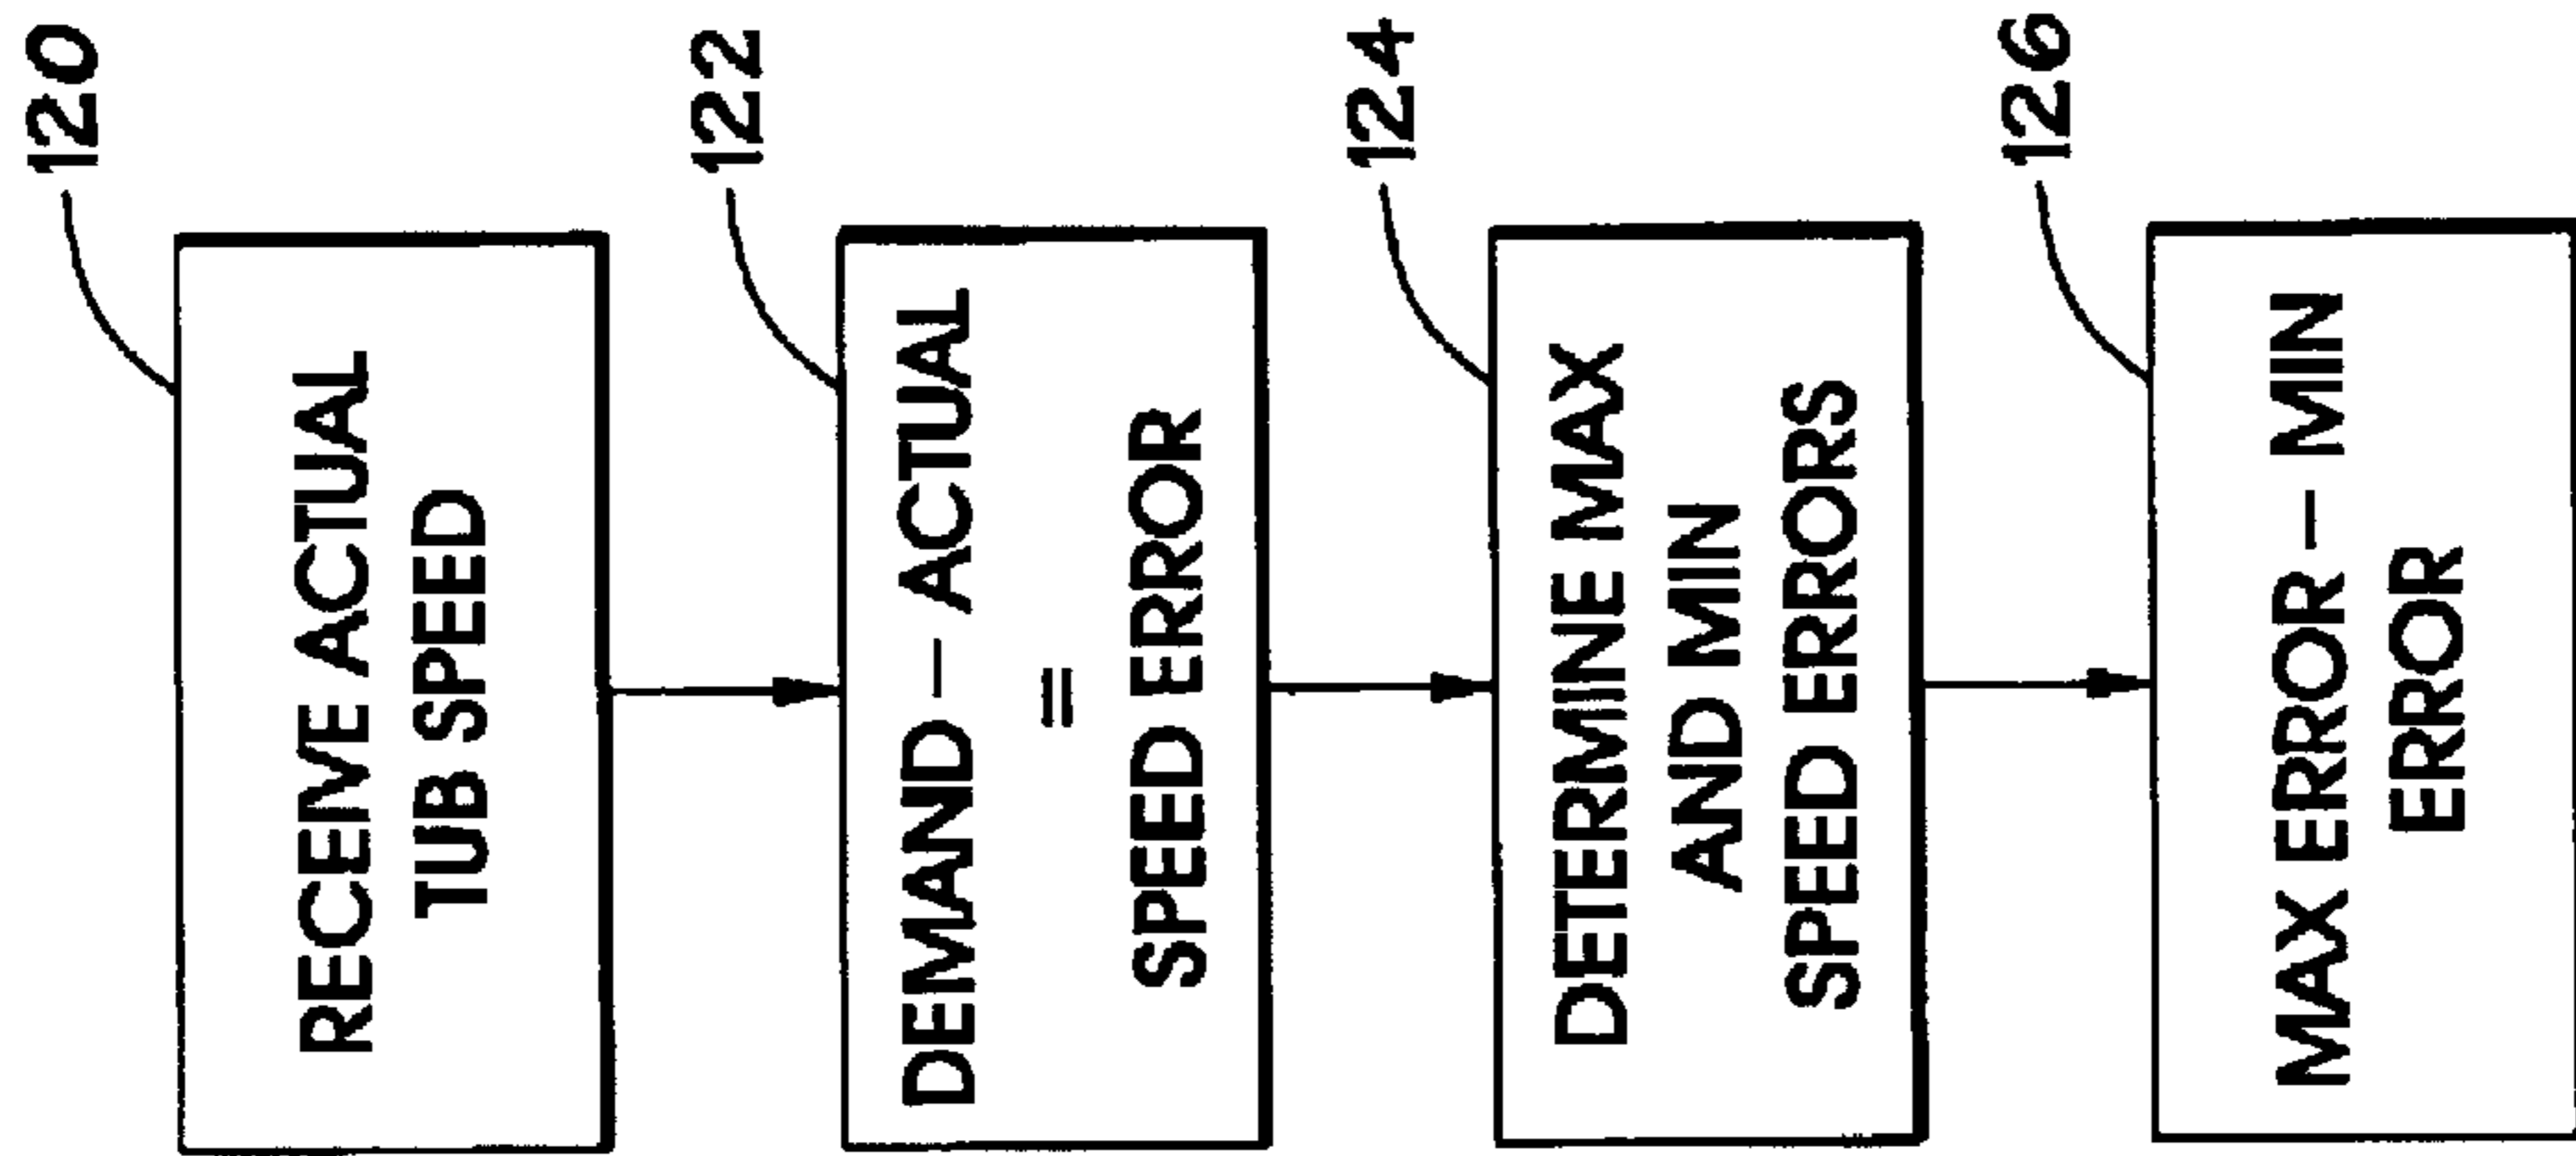 120
RECEIVE ACTUAL
TUB SPEED
122
DEMAND – ACTUAL
=
SPEED ERROR
124
DETERMINE MAX
AND MIN
SPEED ERRORS
126
MAX ERROR – MIN
ERROR